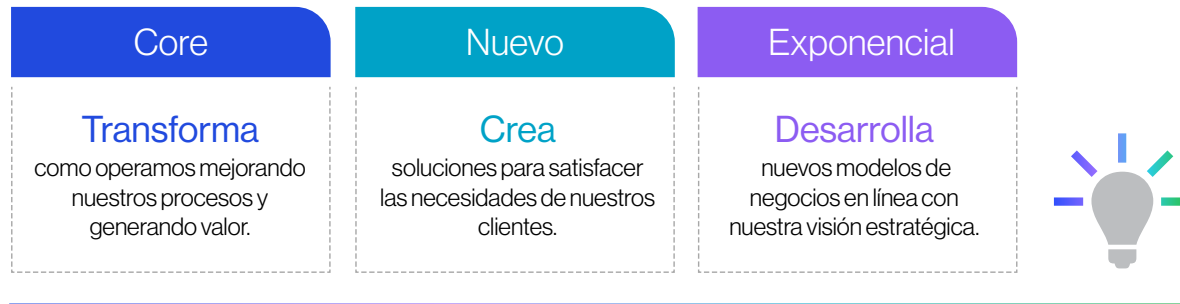 Core
Transforma
como operamos mejorando
nuestros procesos y
generando valor.
Nuevo
Crea
soluciones para satisfacer
las necesidades de nuestros
clientes.
Exponencial
Desarrolla
nuevos modelos de
negocios en línea con
nuestra visión estratégica.